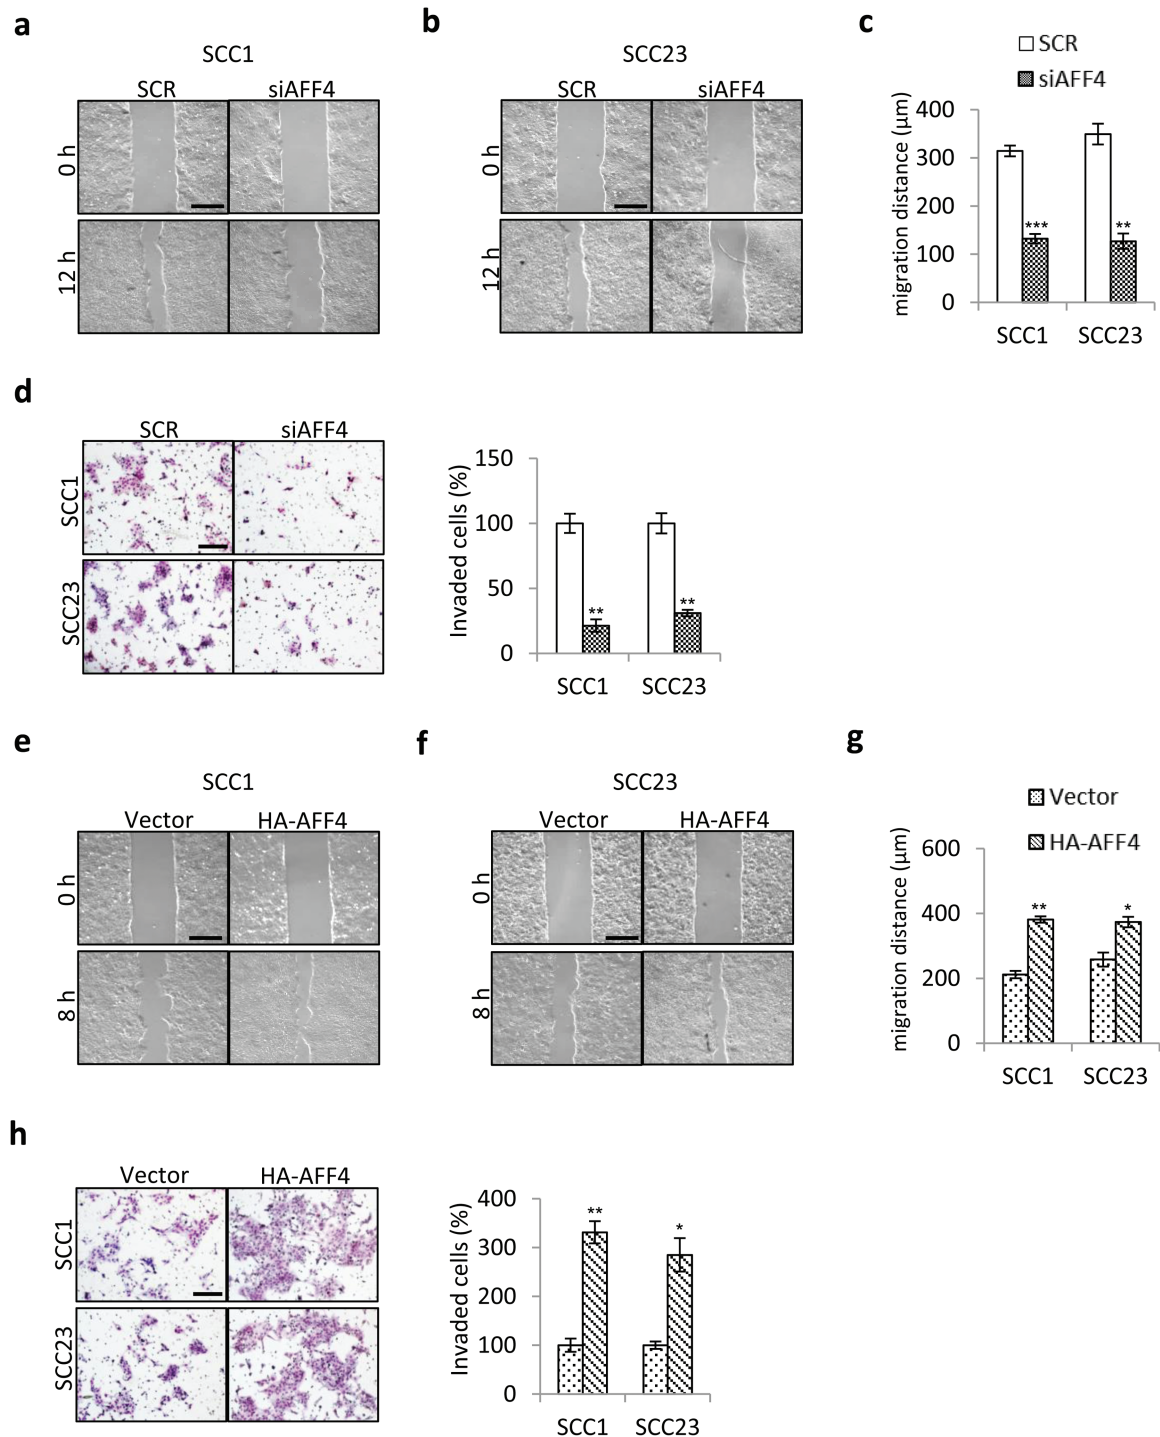 a
SCC1
SCR siAFF4
0 h
12 h
b
SCC23
SCR siAFF4
0 h
12 h
c
SCR
siAFF4
migration distance (μm)
400
300
200
100
0
***
**
SCC1 SCC23
d
SCR siAFF4
SCC1
SCC23
Invaded cells (%)
150
100
50
0
**
**
SCC1 SCC23
e
SCC1
Vector HA-AFF4
0 h
8 h
f
SCC23
Vector HA-AFF4
0 h
8 h
g
Vector
HA-AFF4
migration distance (μm)
600
400
200
0
**
*
SCC1 SCC23
h
Vector HA-AFF4
SCC1
SCC23
Invaded cells (%)
400
300
200
100
0
**
*
SCC1 SCC23